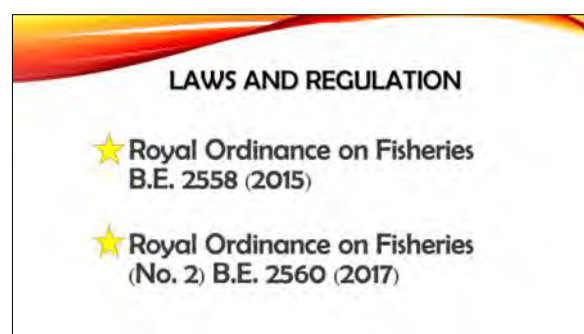 LAWS AND REGULATION
Royal Ordinance on Fisheries
B.E. 2558 (2015)
Royal Ordinance on Fisheries
(No. 2) B.E. 2560 (2017)